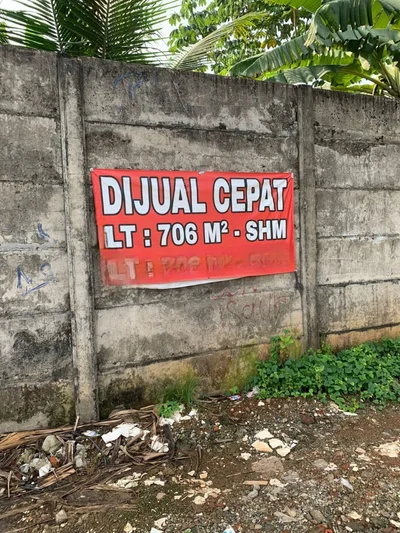 DIJUAL CEPAT
LT : 706 M² - SHM